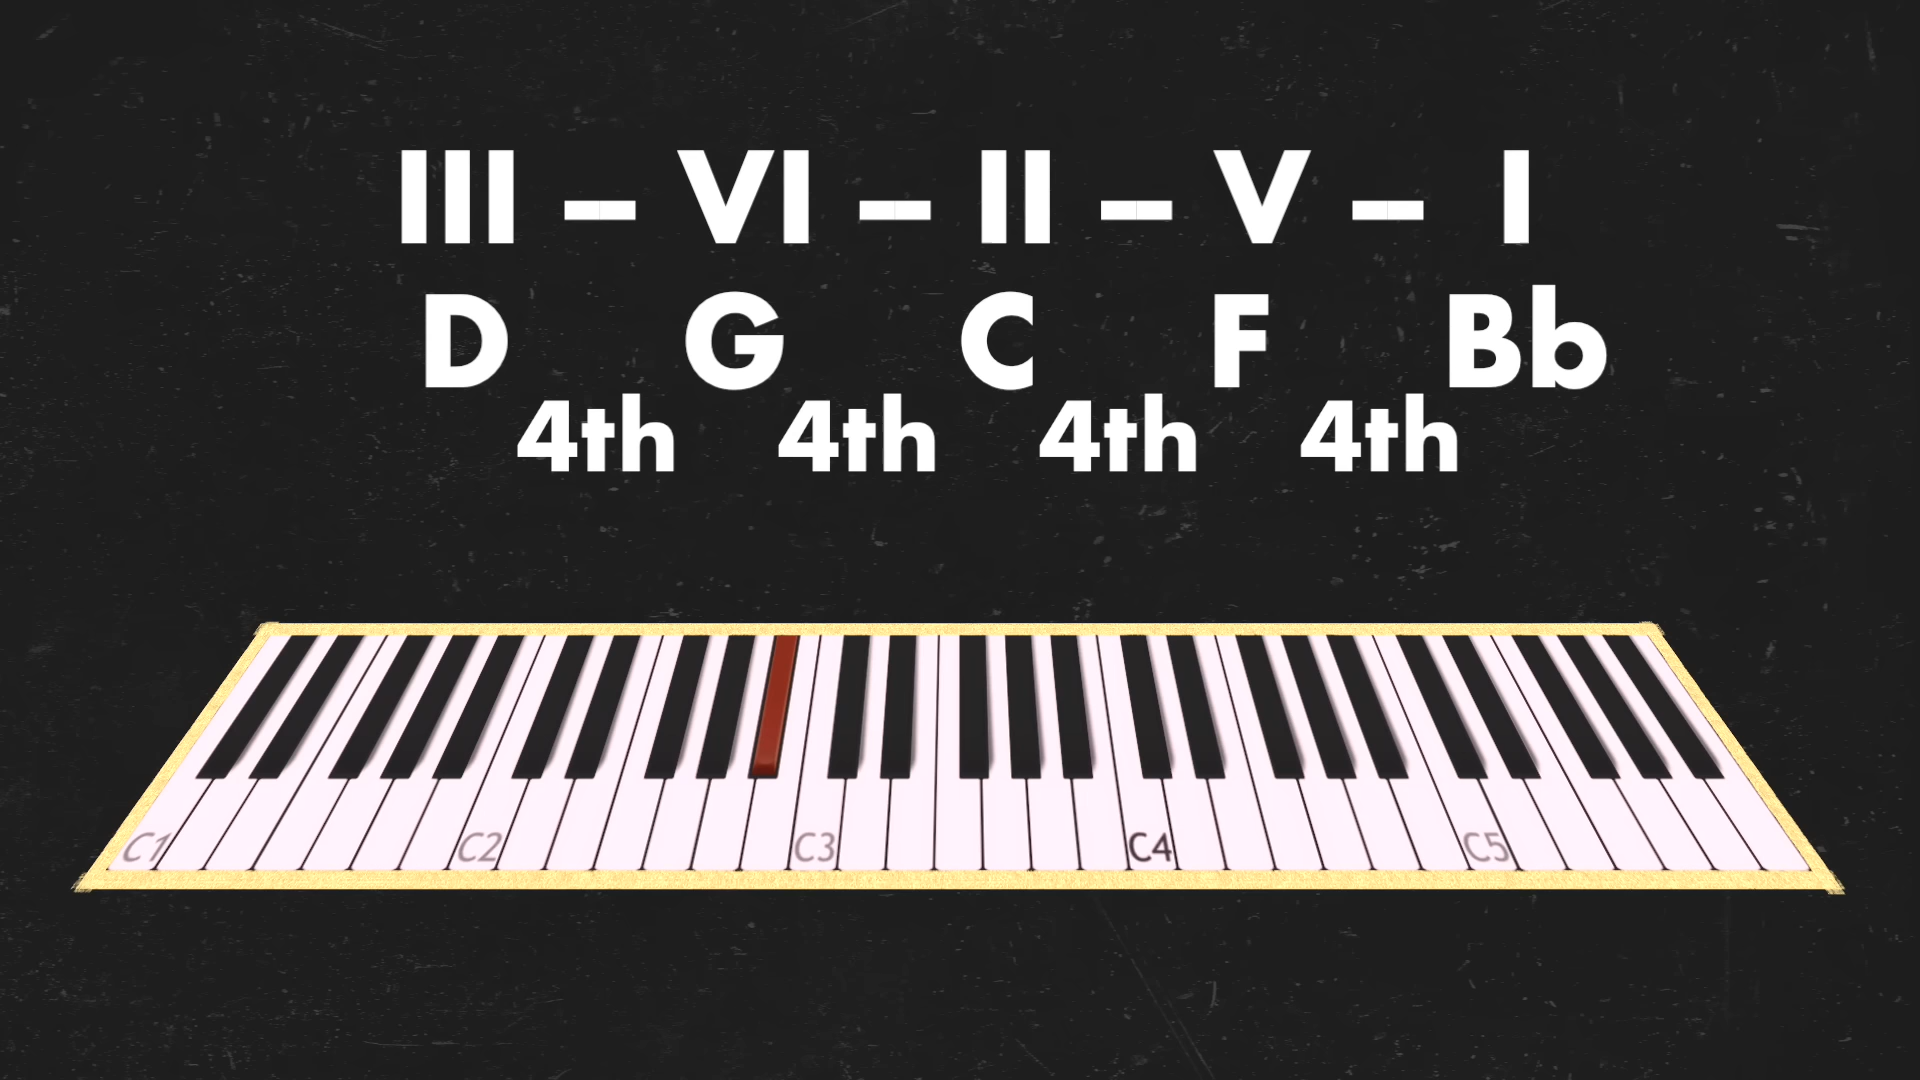 III – VI – II – V – I
D G C F Bb
4th 4th 4th 4th
C1 C2 C3 C4 C5